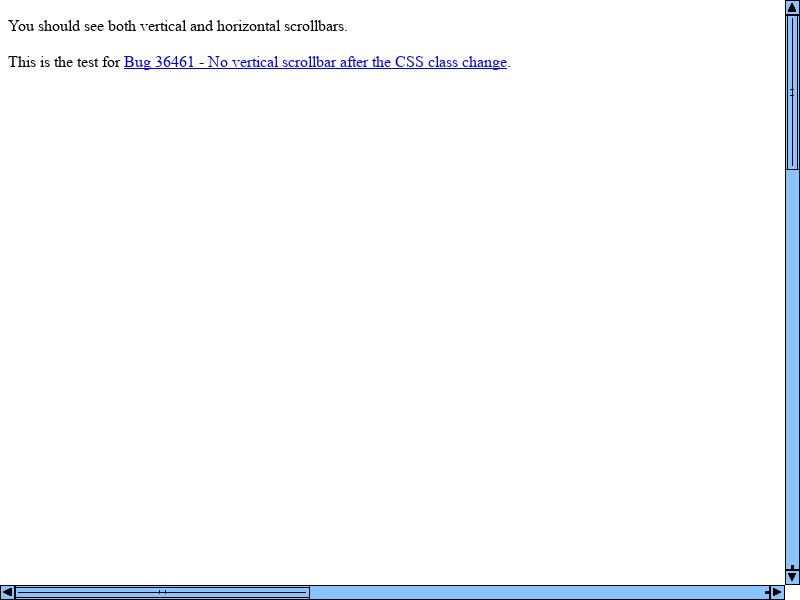 You should see both vertical and horizontal scrollbars.
This is the test for Bug 36461 - No vertical scrollbar after the CSS class change.